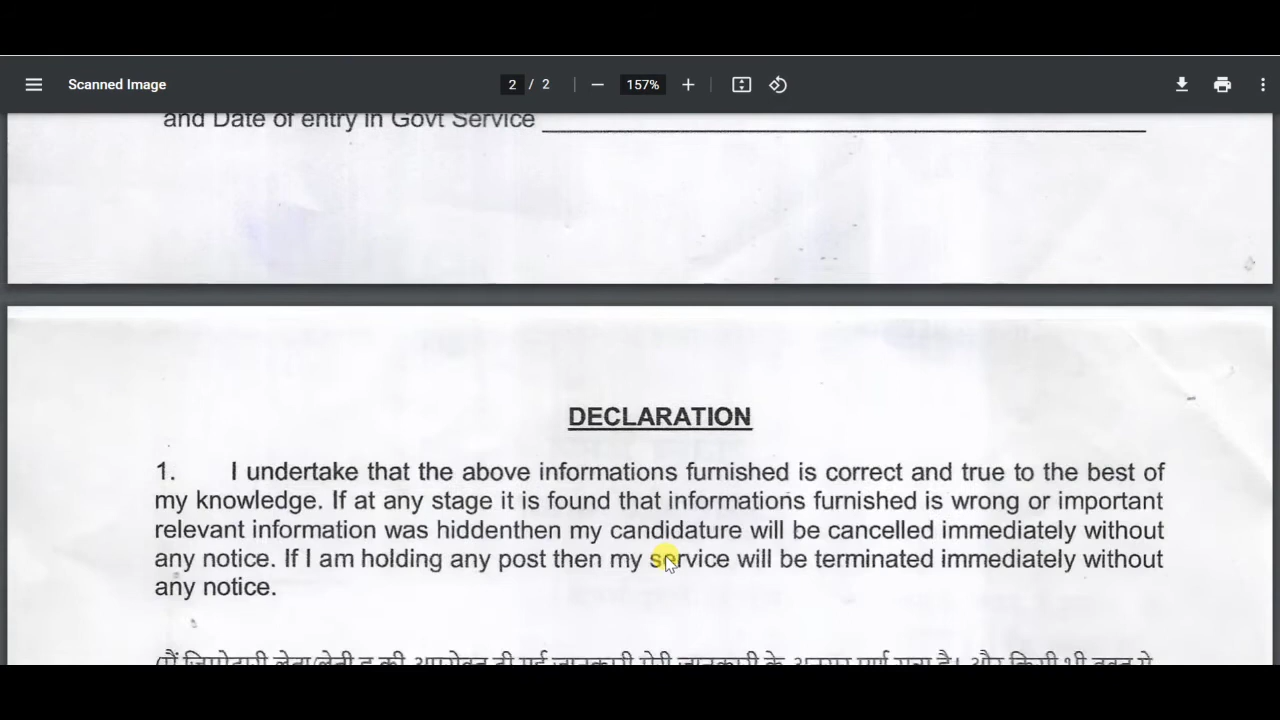 Scanned Image
2 / 2
157%
and Date of entry in Govt Service
DECLARATION
1. I undertake that the above informations furnished is correct and true to the best of
my knowledge. If at any stage it is found that informations furnished is wrong or important
relevant information was hiddenthen my candidature will be cancelled immediately without
any notice. If I am holding any post then my service will be terminated immediately without
any notice.